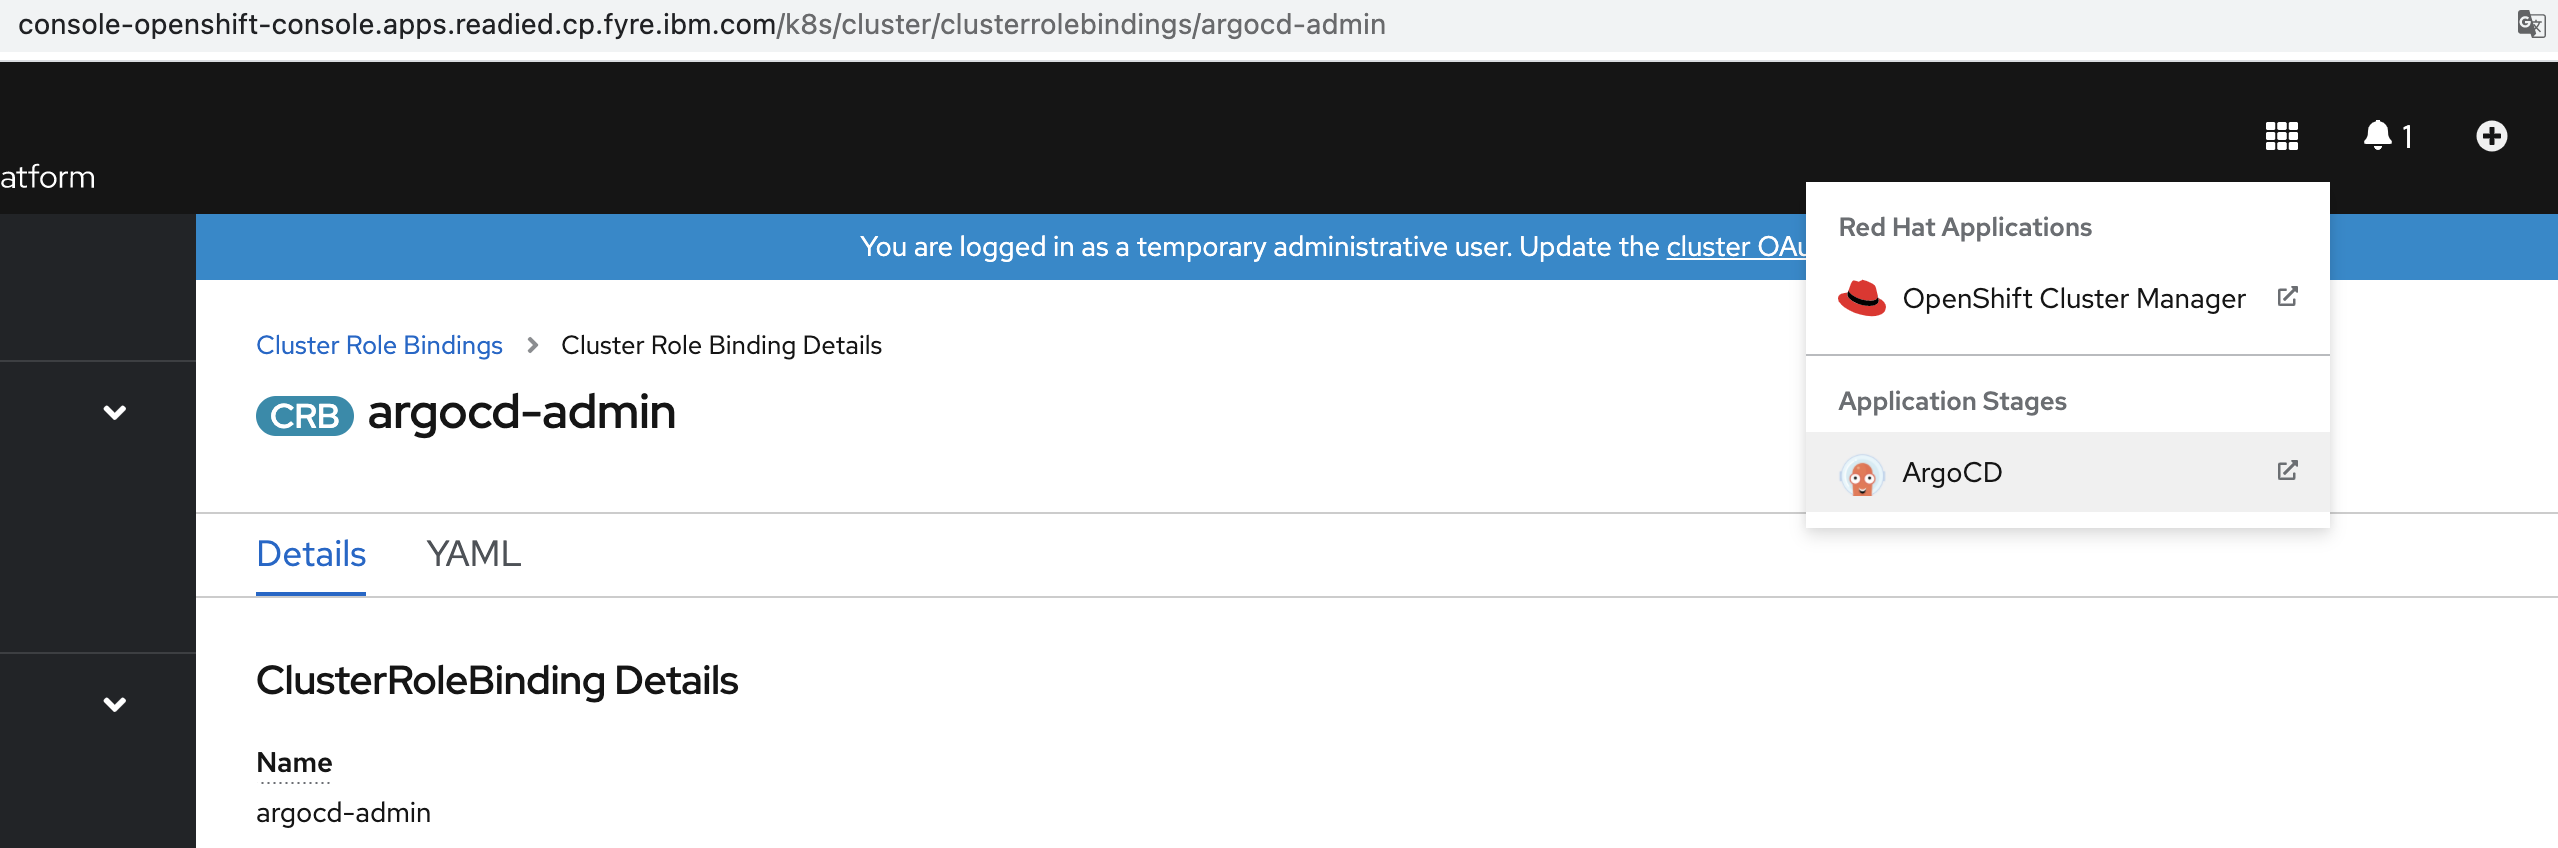 console-openshift-console.apps.readied.cp.fyre.ibm.com/k8s/cluster/clusterrolebindings/argocd-admin
1
atform
You are logged in as a temporary administrative user. Update the cluster OAu
Red Hat Applications
OpenShift Cluster Manager
Application Stages
ArgoCD
Cluster Role Bindings > Cluster Role Binding Details
CRB argocd-admin
Details YAML
ClusterRoleBinding Details
Name
argocd-admin